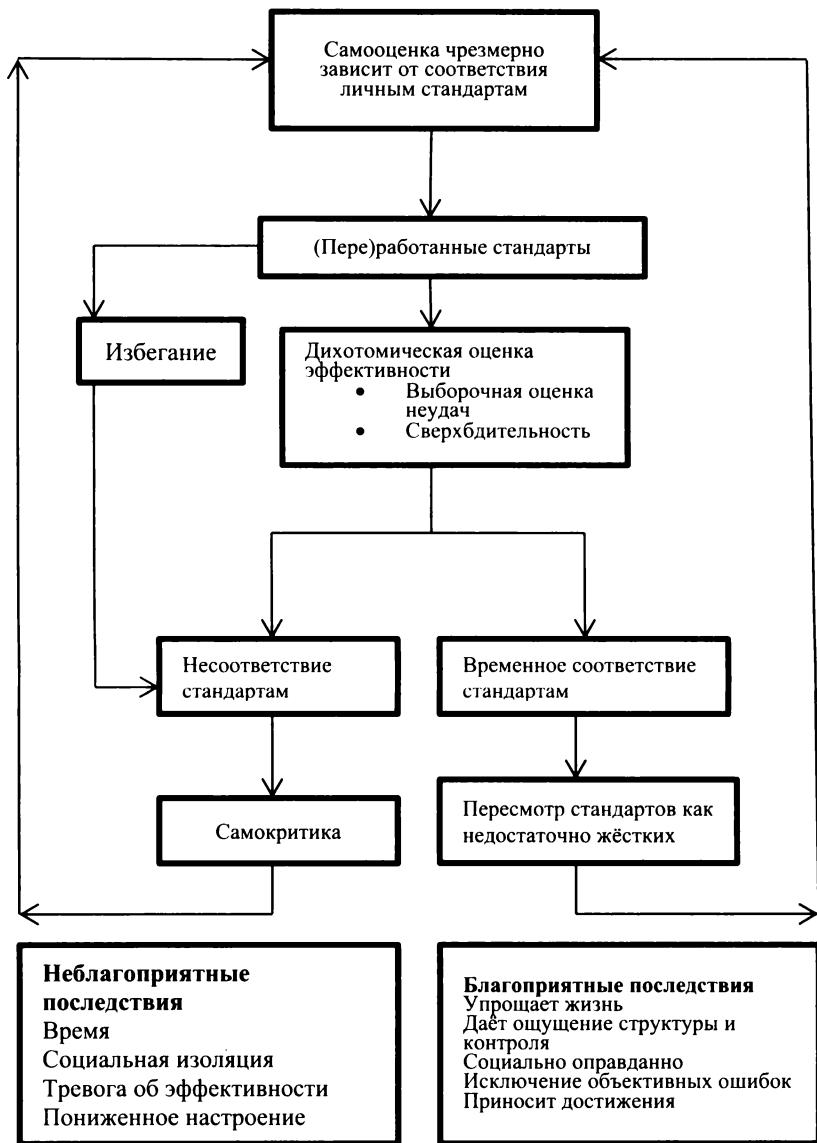 Самооценка чрезмерно
зависит от соответствия
личным стандартам
(Пере)работанные стандарты
Избегание
Дихотомическая оценка
эффективности
• Выборочная оценка
неудач
• Сверхбдительность
Несоответствие
стандартам
Временное соответствие
стандартам
Самокритика
Пересмотр стандартов как
недостаточно жёстких
Неблагоприятные
последствия
Время
Социальная изоляция
Тревога об эффективности
Пониженное настроение
Благоприятные последствия
Упрощает жизнь
Даёт ощущение структуры и
контроля
Социально оправданно
Исключение объективных ошибок
Приносит достижения